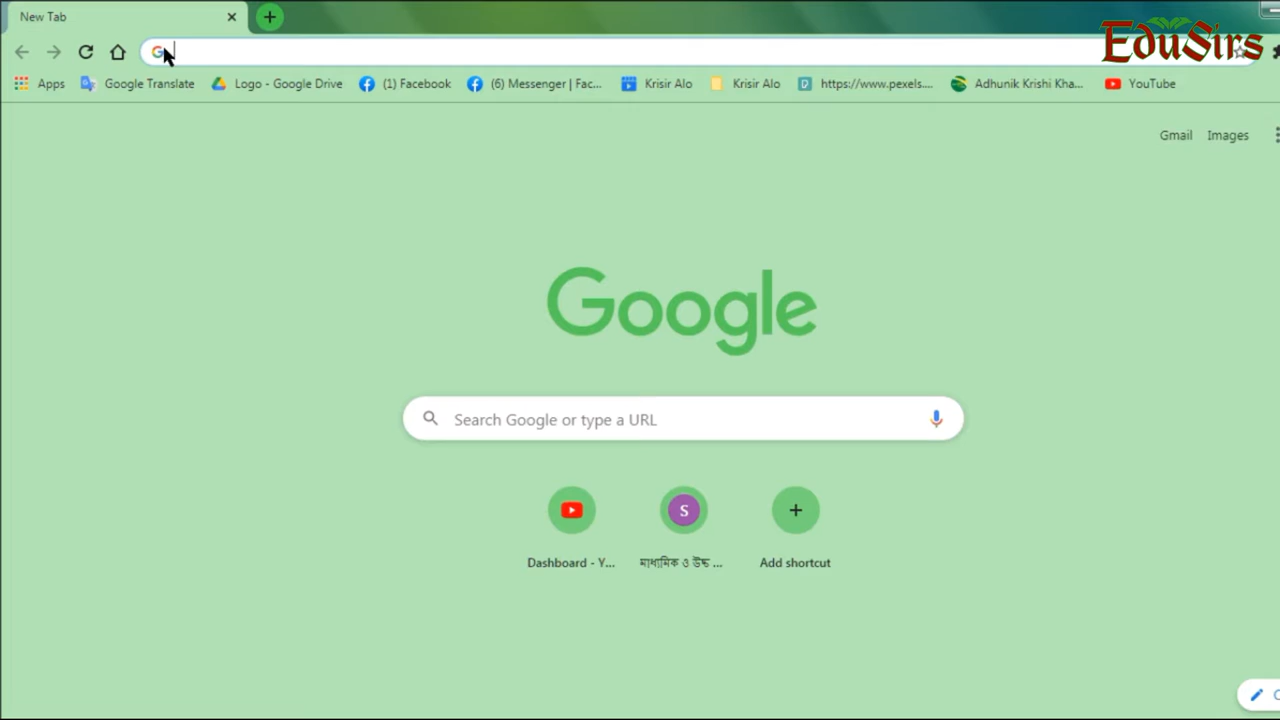 New Tab
EduSirs
Apps Google Translate Logo - Google Drive (1) Facebook (6) Messenger | Fac... Krisir Alo Krisir Alo https://www.pexels.... Adhunik Krishi Kha... YouTube
Gmail Images
Google
Search Google or type a URL
S
Dashboard - Y... মাধ্যমিক ও উচ্চ ... Add shortcut